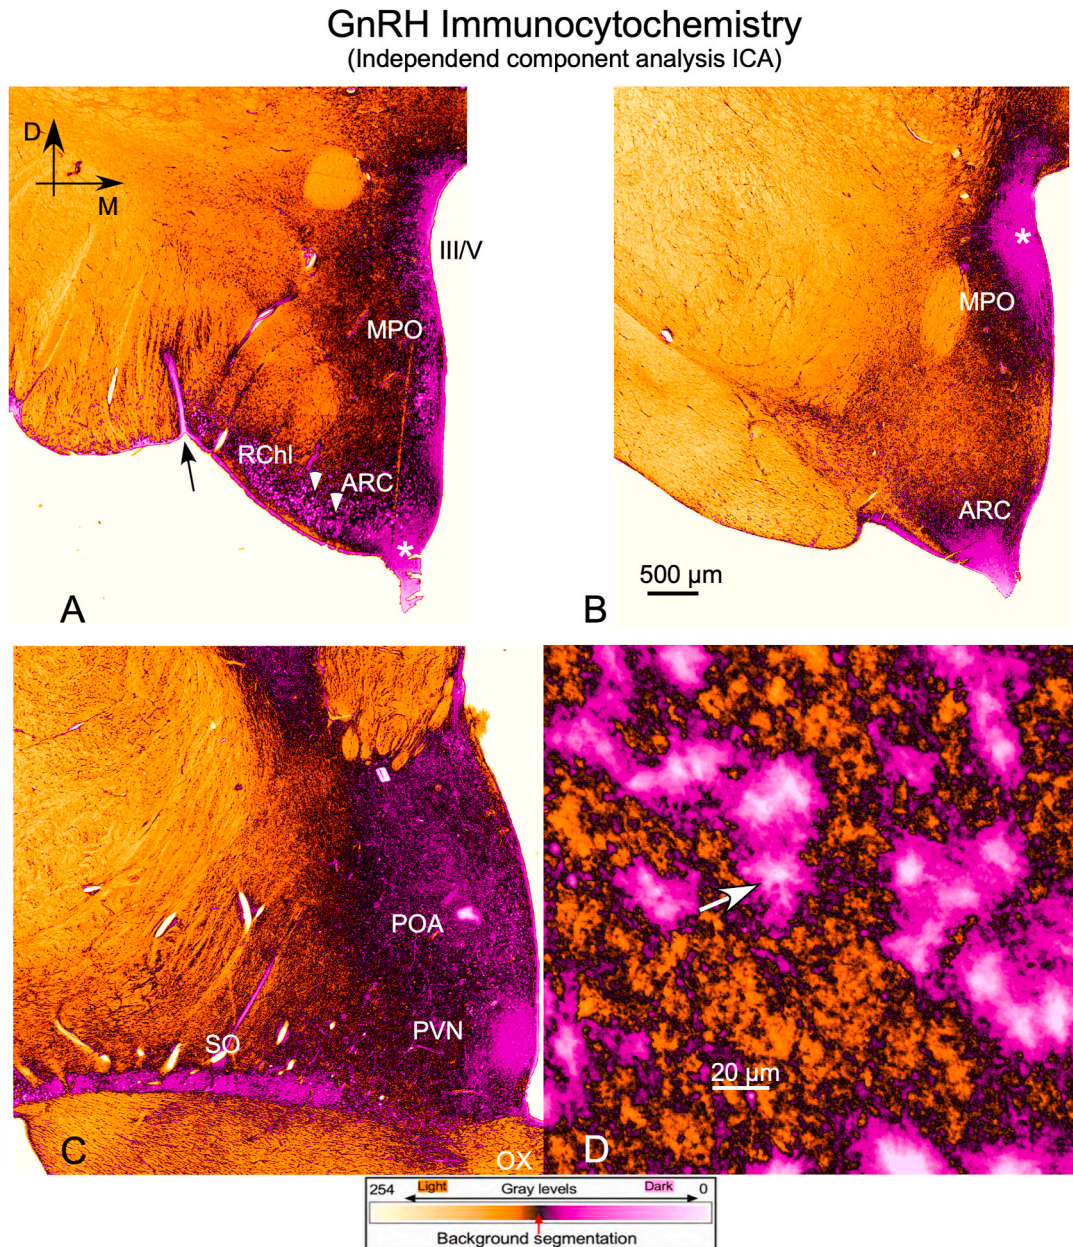 GnRH Immunocytochemistry
(Independend component analysis ICA)
D
M
III/V
MPO
RChl
ARC
*
A
*
MPO
ARC
500 µm
B
POA
PVN
SO
OX
C
20 µm
D
254 Light Gray levels Dark 0
Background segmentation